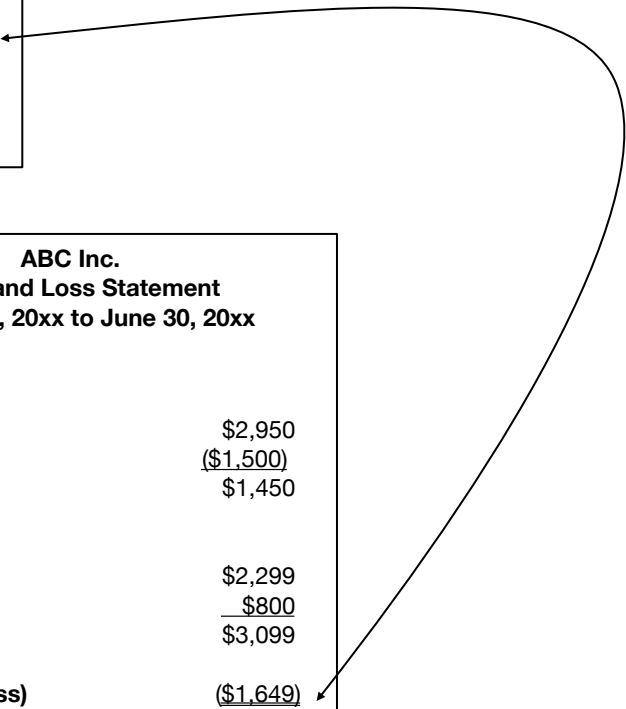 ABC Inc.
and Loss Statement
, 20xx to June 30, 20xx
$2,950
($1,500)
$1,450
$2,299
$800
$3,099
ss) ($1,649)